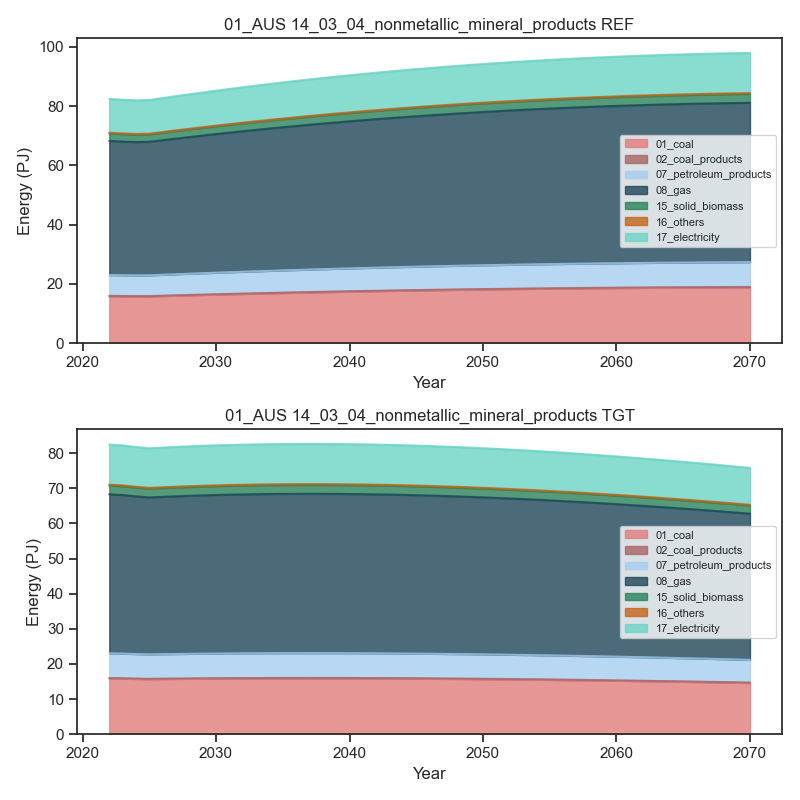 01_AUS 14_03_04_nonmetallic_mineral_products REF
Energy (PJ)
100
80
60
40
20
0
01_coal
02_coal_products
07_petroleum_products
08_gas
15_solid_biomass
16_others
17_electricity
2020 2030 2040 2050 2060 2070
Year
01_AUS 14_03_04_nonmetallic_mineral_products TGT
Energy (PJ)
80
70
60
50
40
30
20
10
0
01_coal
02_coal_products
07_petroleum_products
08_gas
15_solid_biomass
16_others
17_electricity
2020 2030 2040 2050 2060 2070
Year